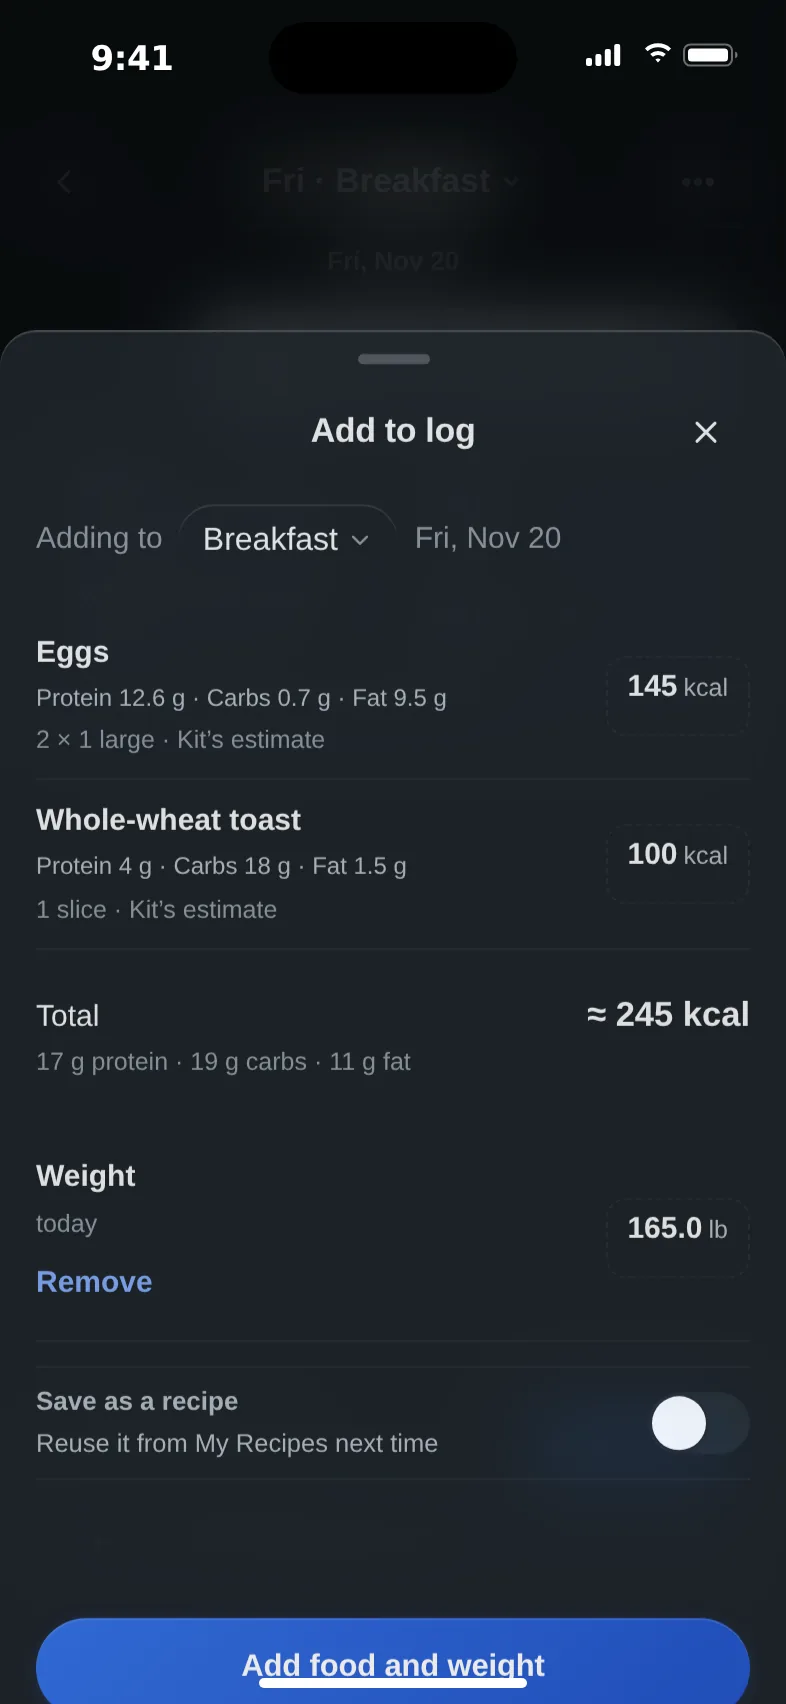 9:41
Fri · Breakfast
Fri, Nov 20
Add to log
Adding to Breakfast Fri, Nov 20
Eggs
Protein 12.6 g · Carbs 0.7 g · Fat 9.5 g
145 kcal
2 × 1 large · Kit’s estimate
Whole-wheat toast
Protein 4 g · Carbs 18 g · Fat 1.5 g
100 kcal
1 slice · Kit’s estimate
Total ≈ 245 kcal
17 g protein · 19 g carbs · 11 g fat
Weight
today
165.0 lb
Remove
Save as a recipe
Reuse it from My Recipes next time
Add food and weight